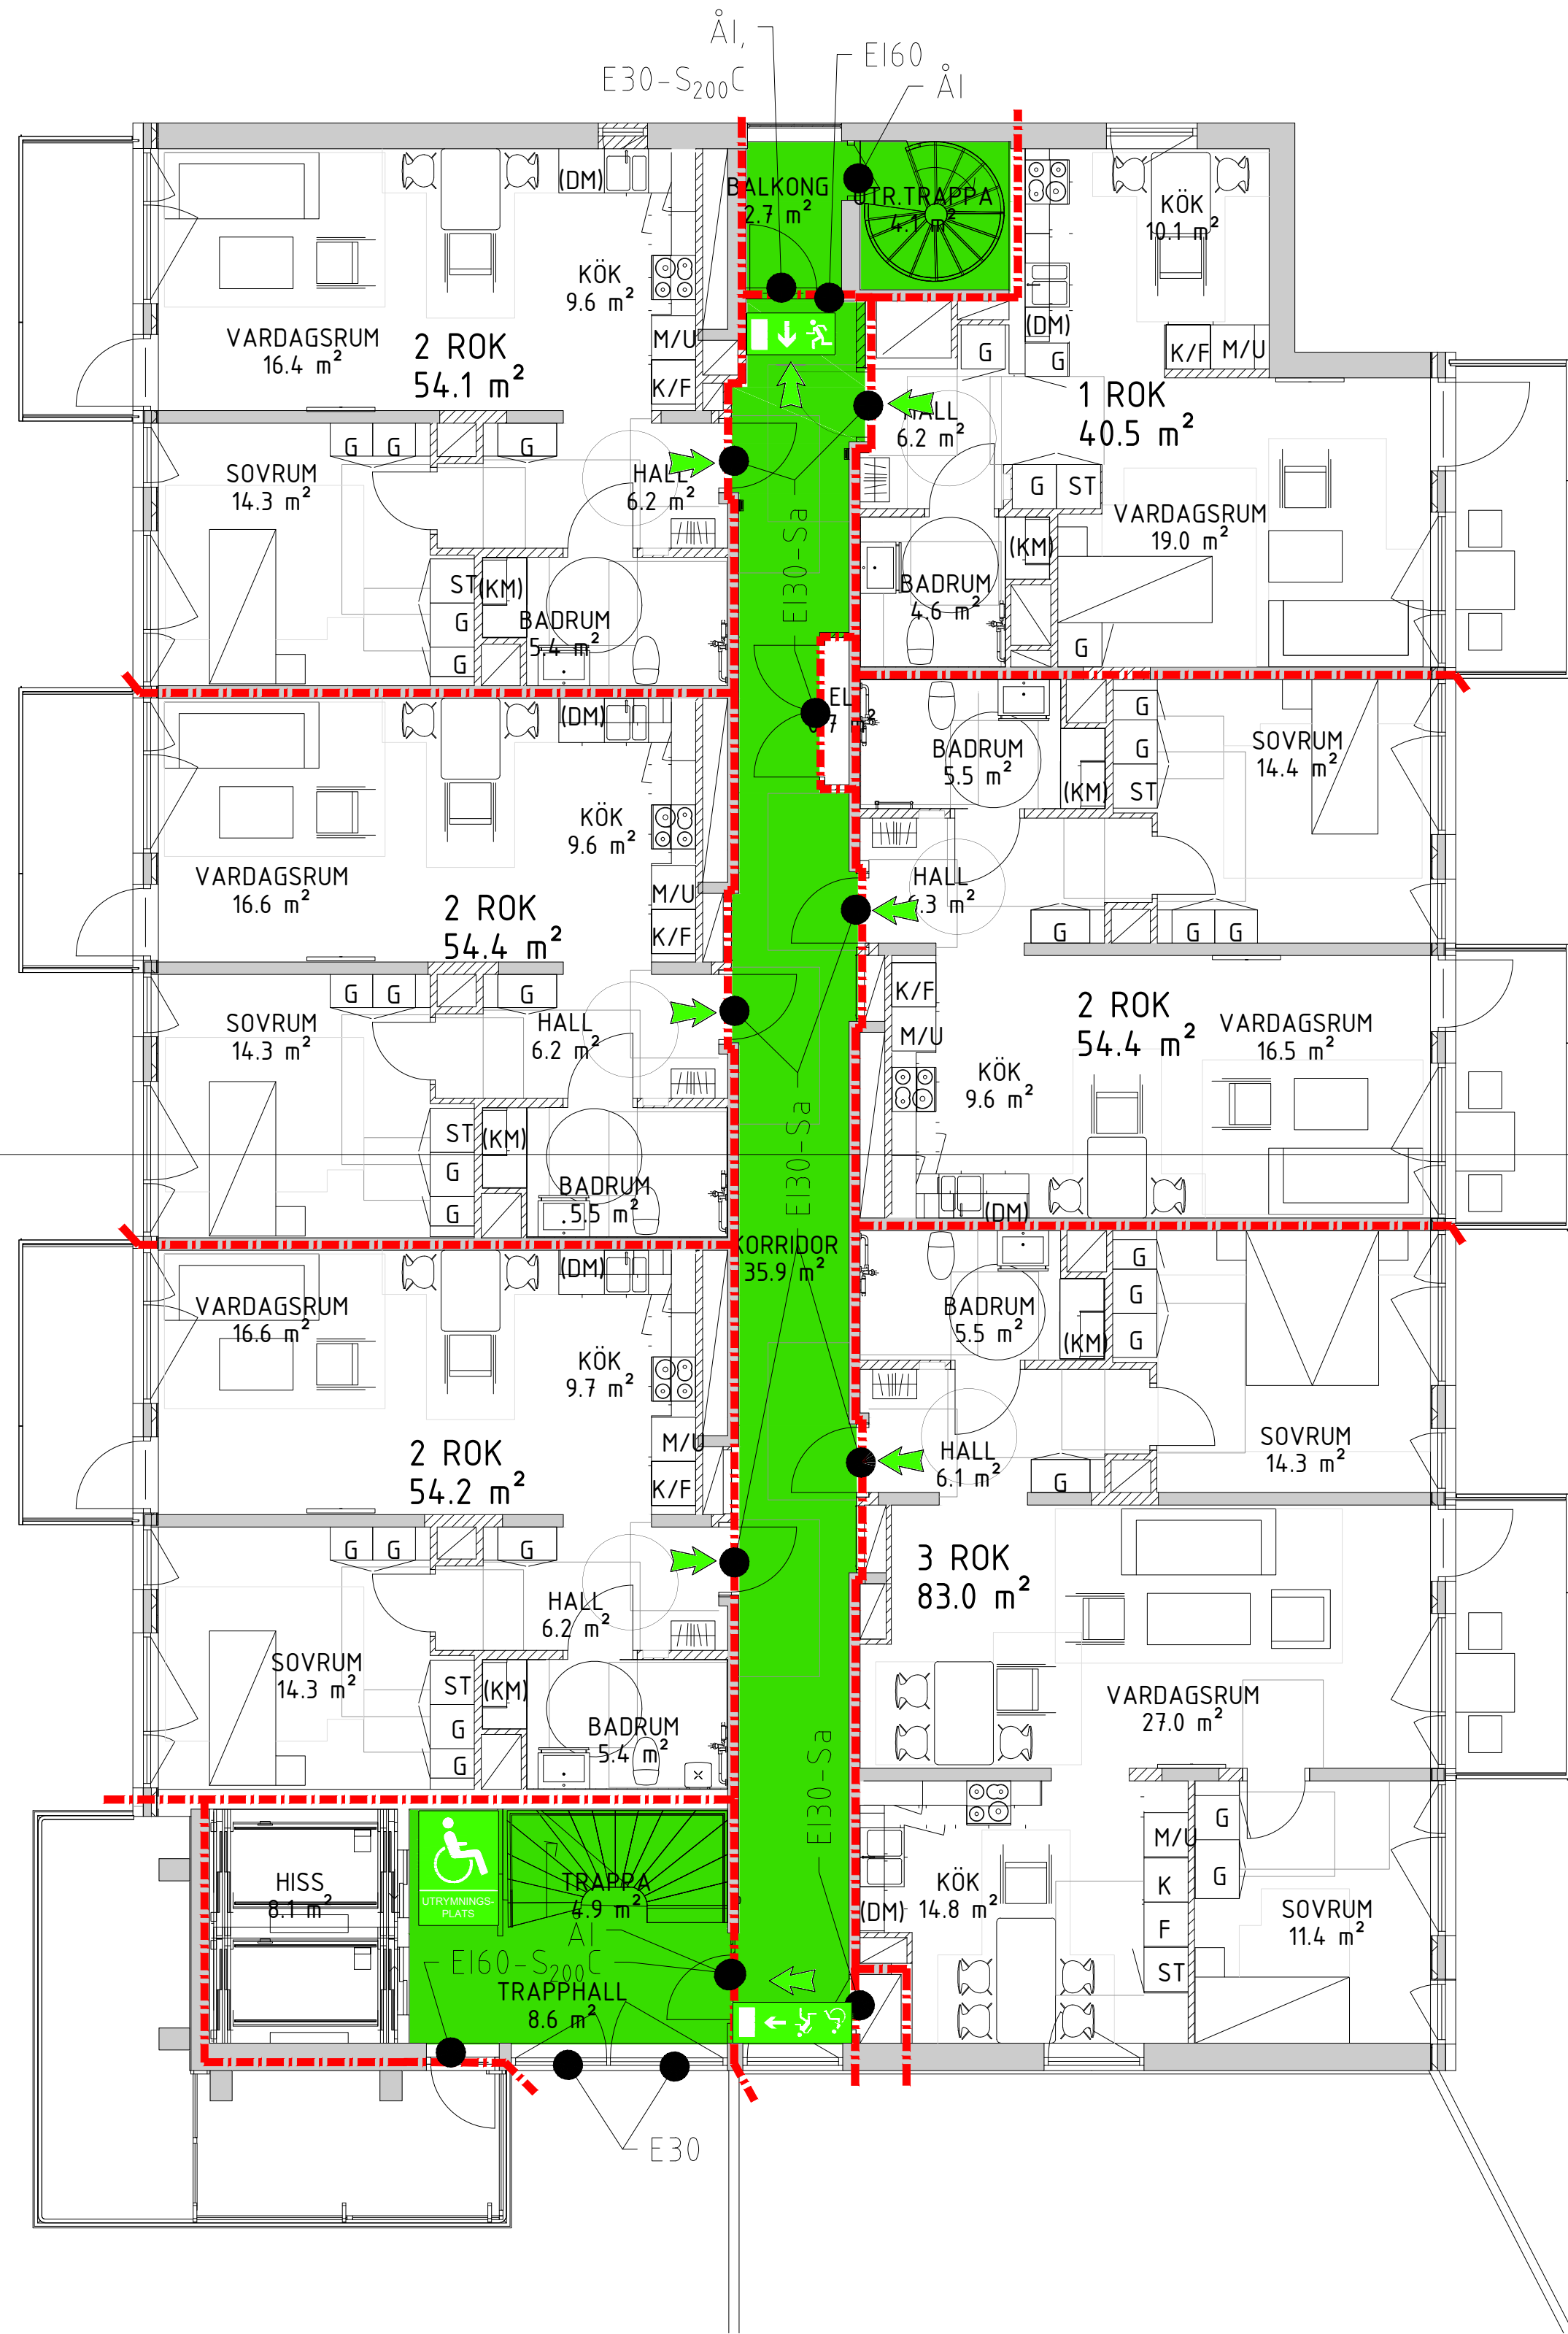 ÅI,
E30-S₂₀₀C
EI60
ÅI
BALKONG
2.7 m²
UTR.TRAPPA
4.1 m²
(DM)
KÖK
9.6 m²
VARDAGSRUM
16.4 m²
2 ROK
54.1 m²
M/U
K/F
KÖK
10.1 m²
(DM)
G
G
K/F
M/U
1 ROK
40.5 m²
HALL
6.2 m²
G
G
G
SOVRUM
14.3 m²
HALL
6.2 m²
G
ST
VARDAGSRUM
19.0 m²
EI30-Sa
(KM)
BADRUM
4.6 m²
G
ST
(KM)
G
G
BADRUM
5.4 m²
(DM)
KÖK
9.6 m²
VARDAGSRUM
16.6 m²
2 ROK
54.4 m²
M/U
K/F
EL
BADRUM
5.5 m²
(KM)
G
G
ST
SOVRUM
14.4 m²
HALL
6.3 m²
G
G
G
G
G
G
SOVRUM
14.3 m²
HALL
6.2 m²
K/F
M/U
2 ROK
54.4 m²
VARDAGSRUM
16.5 m²
KÖK
9.6 m²
(DM)
EI30-Sa
ST
(KM)
G
G
BADRUM
5.5 m²
KORRIDOR
35.9 m²
(DM)
VARDAGSRUM
16.6 m²
KÖK
9.7 m²
2 ROK
54.2 m²
M/U
K/F
BADRUM
5.5 m²
(KM)
G
G
G
HALL
6.1 m²
G
SOVRUM
14.3 m²
G
G
G
HALL
6.2 m²
SOVRUM
14.3 m²
ST
(KM)
G
G
BADRUM
5.4 m²
3 ROK
83.0 m²
VARDAGSRUM
27.0 m²
EI30-Sa
HISS
8.1 m²
UTRYMNINGS-
PLATS
TRAPPA
4.9 m²
ÅI
EI60-S₂₀₀C
TRAPPHALL
8.6 m²
(DM)
KÖK
14.8 m²
M/U
K
F
ST
G
G
SOVRUM
11.4 m²
E30